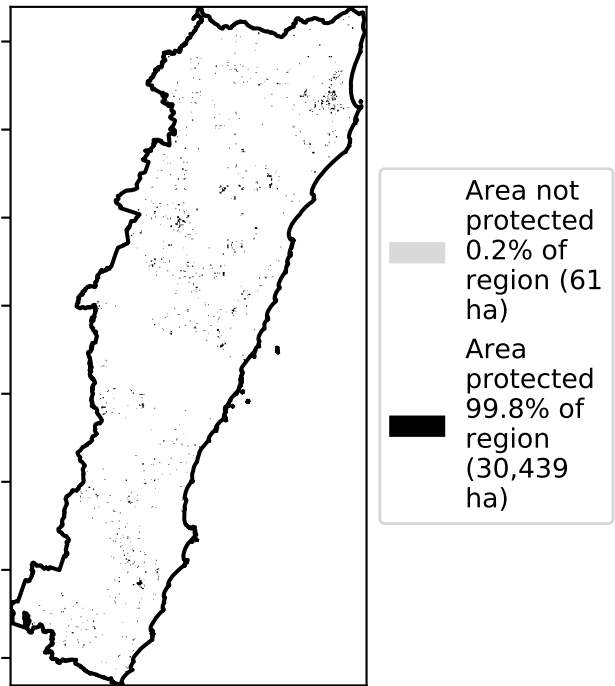 Area not
protected
0.2% of
region (61
ha)
Area
protected
99.8% of
region
(30,439
ha)